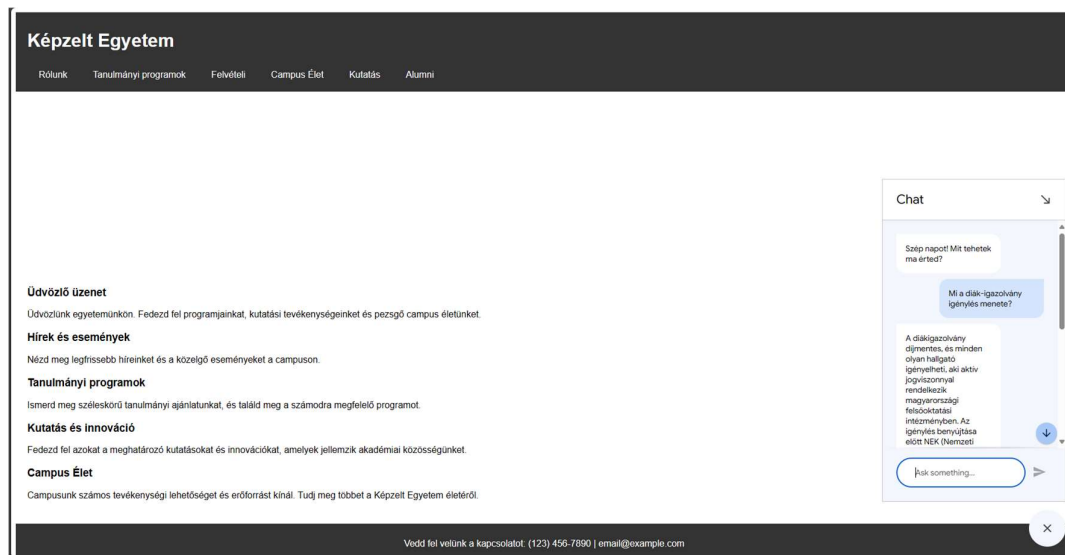 Képzelt Egyetem
Rólunk Tanulmányi programok Felvételi Campus Élet Kutatás Alumni
Üdvözlő üzenet
Üdvözlünk egyetemünkön. Fedezd fel programjainkat, kutatási tevékenységeinket és pezsgő campus életünket.
Hírek és események
Nézd meg legfrissebb híreinket és a közelgő eseményeket a campuson.
Tanulmányi programok
Ismerd meg széleskörű tanulmányi ajánlatunkat, és találd meg a számodra megfelelő programot.
Kutatás és innováció
Fedezd fel azokat a meghatározó kutatásokat és innovációkat, amelyek jellemzik akadémiai közösségünket.
Campus Élet
Campusunk számos tevékenységi lehetőséget és erőforrást kínál. Tudj meg többet a Képzelt Egyetem életéről.
Chat
Szép napot! Mit tehetek
ma érted?
Mi a diák-igazolvány
igénylés menete?
A diákigazolvány
díjmentes, és minden
olyan hallgató
igényelheti, aki aktív
jogviszonnyal
rendelkezik
magyarországi
felsőoktatási
intézményben. Az
igénylés benyújtása
előtt NEK (Nemzeti
Ask something...
Vedd fel velünk a kapcsolatot: (123) 456-7890 | email@example.com